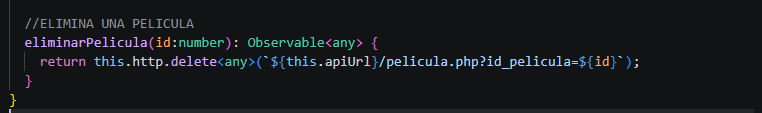 //ELIMINA UNA PELICULA
eliminarPelicula(id:number): Observable<any> {
return this.http.delete<any>(`${this.apiUrl}/pelicula.php?id_pelicula=${id}`);
}
}